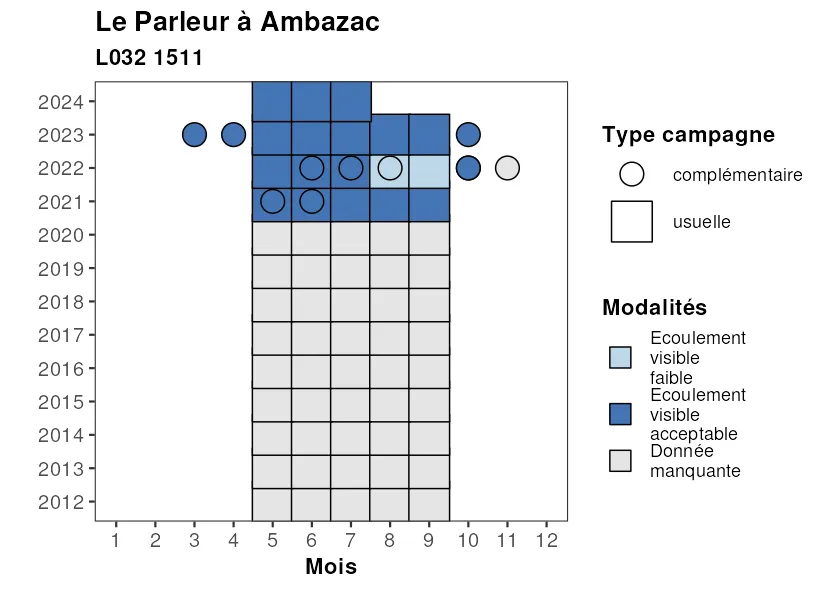 Le Parleur à Ambazac
L032 1511
2024
2023
2022
2021
2020
2019
2018
2017
2016
2015
2014
2013
2012
1 2 3 4 5 6 7 8 9 10 11 12
Mois
Type campagne
complémentaire
usuelle
Modalités
Ecoulement
visible
faible
Ecoulement
visible
acceptable
Donnée
manquante